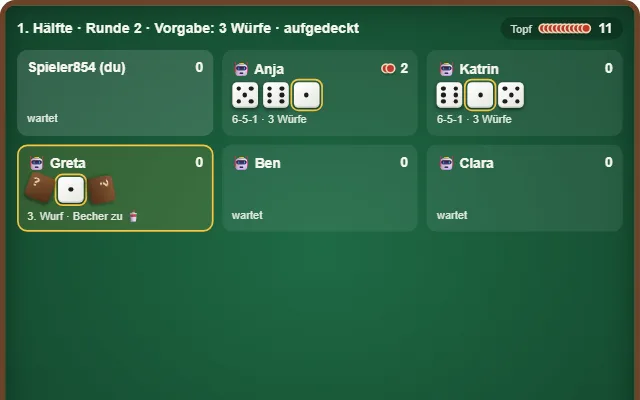 1. Hälfte · Runde 2 · Vorgabe: 3 Würfe · aufgedeckt
Topf 11
Spieler854 (du) 0
wartet
Anja 2
6-5-1 · 3 Würfe
Katrin 0
6-5-1 · 3 Würfe
Greta 0
? ?
3. Wurf · Becher zu
Ben 0
wartet
Clara 0
wartet